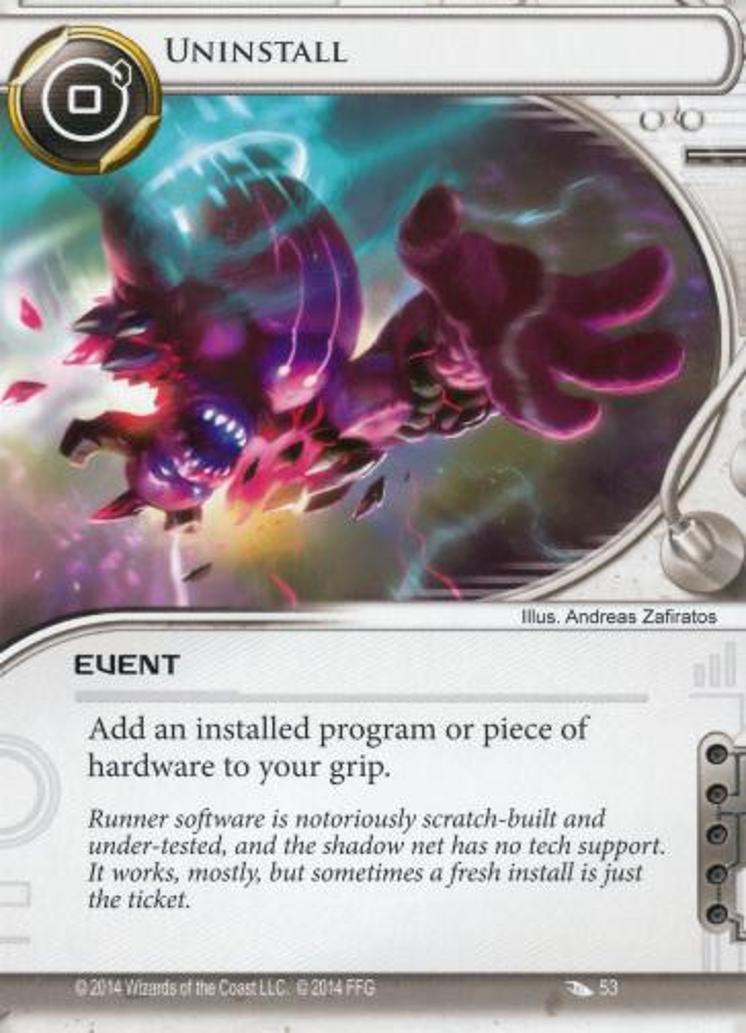 UNINSTALL
Illus. Andreas Zafiratos
EVENT
Add an installed program or piece of
hardware to your grip.
Runner software is notoriously scratch-built and
under-tested, and the shadow net has no tech support.
It works, mostly, but sometimes a fresh install is just
the ticket.
© 2014 Wizards of the Coast LLC. © 2014 FFG
53